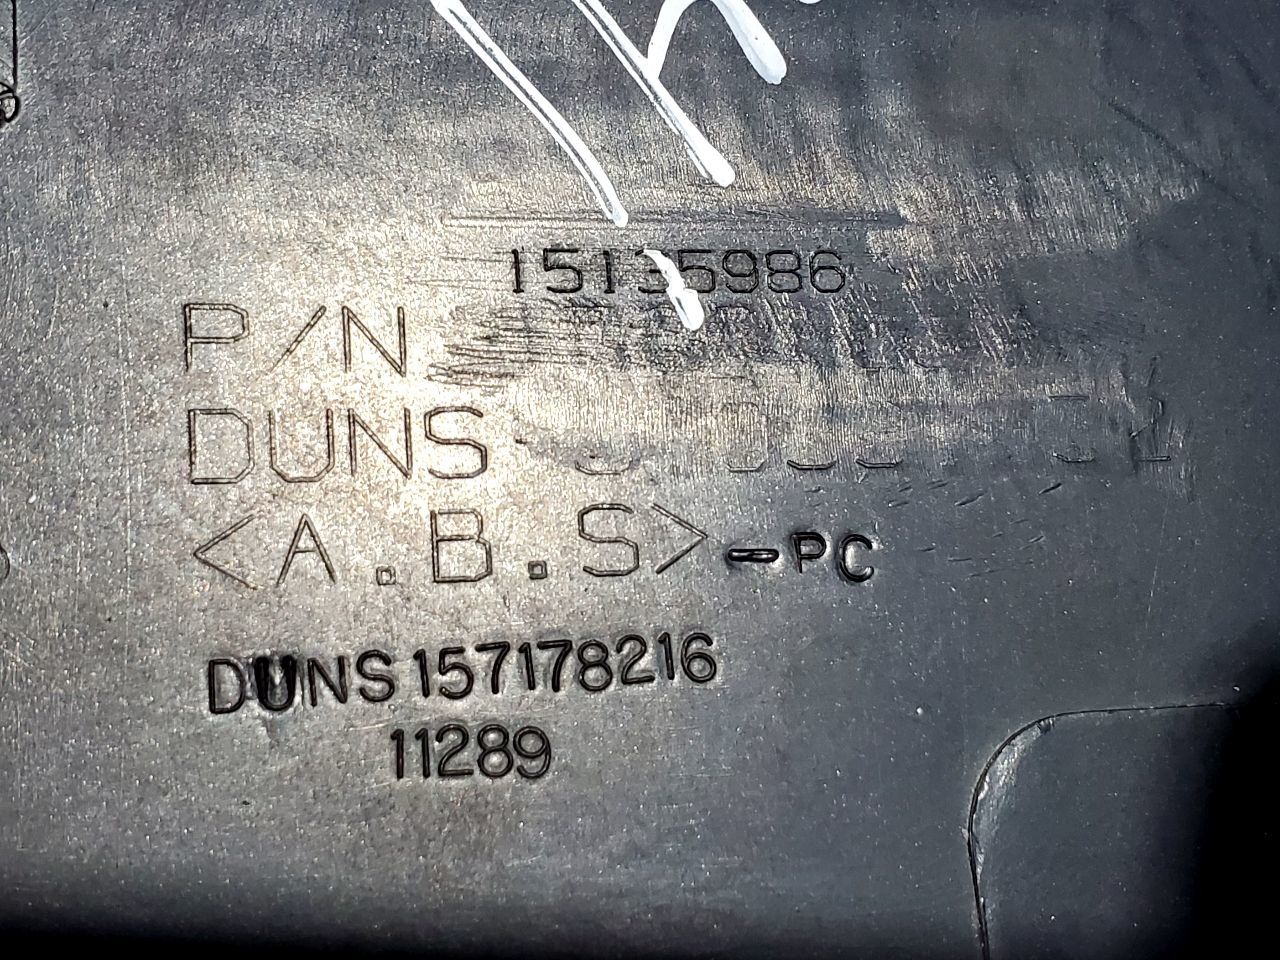 15135986
P/N
DUNS
<A.B.S>-PC
DUNS 157178216
11289